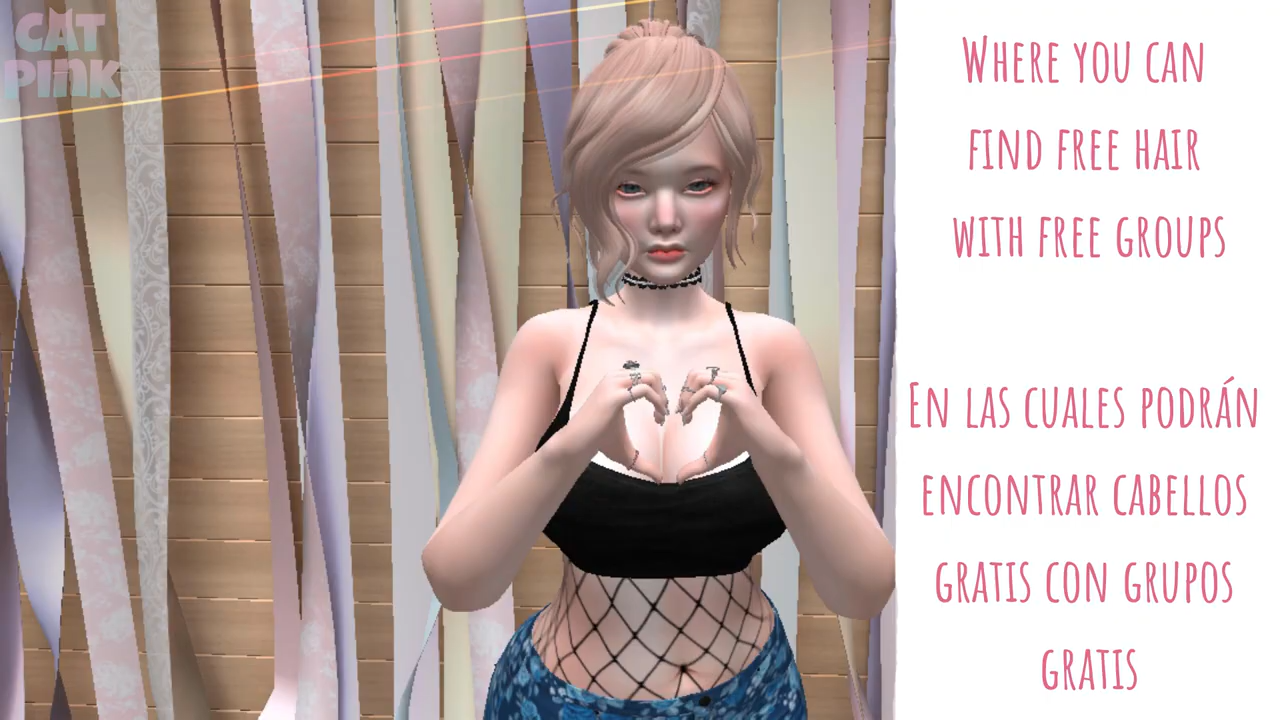 CAT
PINK
Where you can
find free hair
with free groups
En las cuales podrán
encontrar cabellos
gratis con grupos
gratis